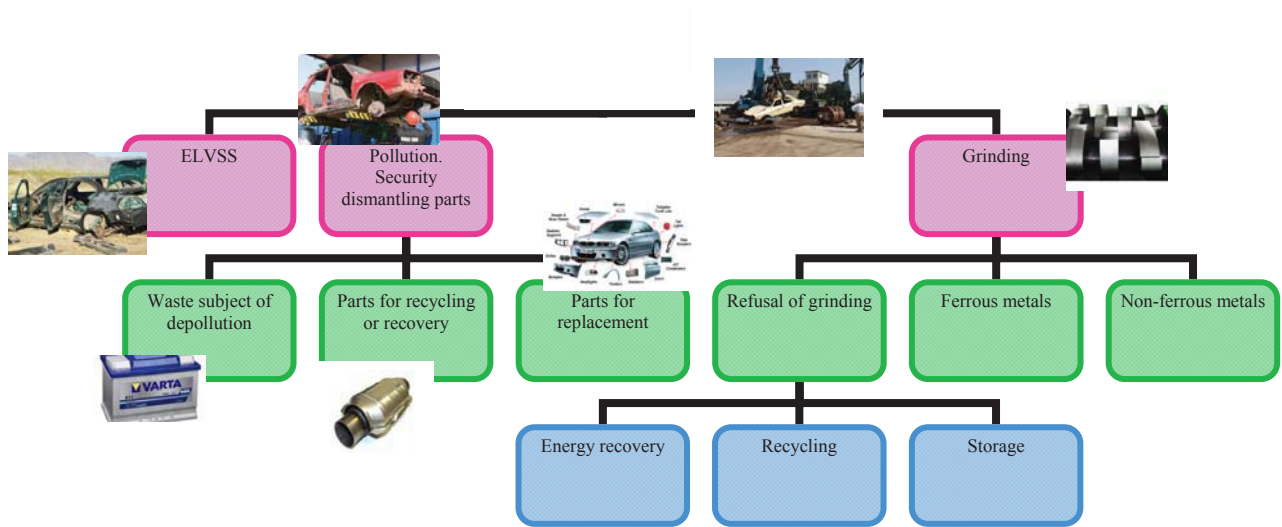 ELVSS
Pollution.
Security
dismantling parts
Grinding
Waste subject of
depollution
Parts for recycling
or recovery
Parts for
replacement
Refusal of grinding
Ferrous metals
Non-ferrous metals
VARTA
Energy recovery
Recycling
Storage